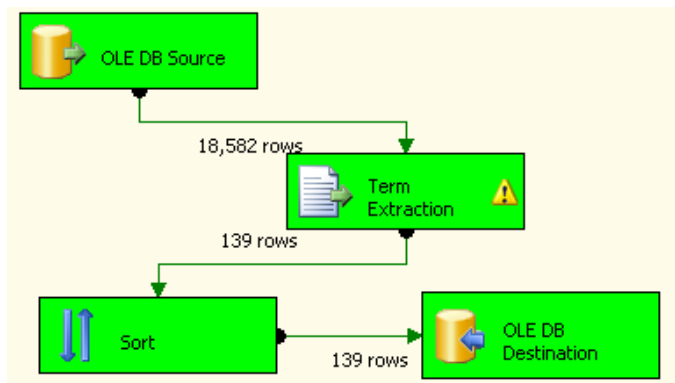 OLE DB Source
18,582 rows
Term
Extraction
139 rows
Sort
139 rows
OLE DB
Destination